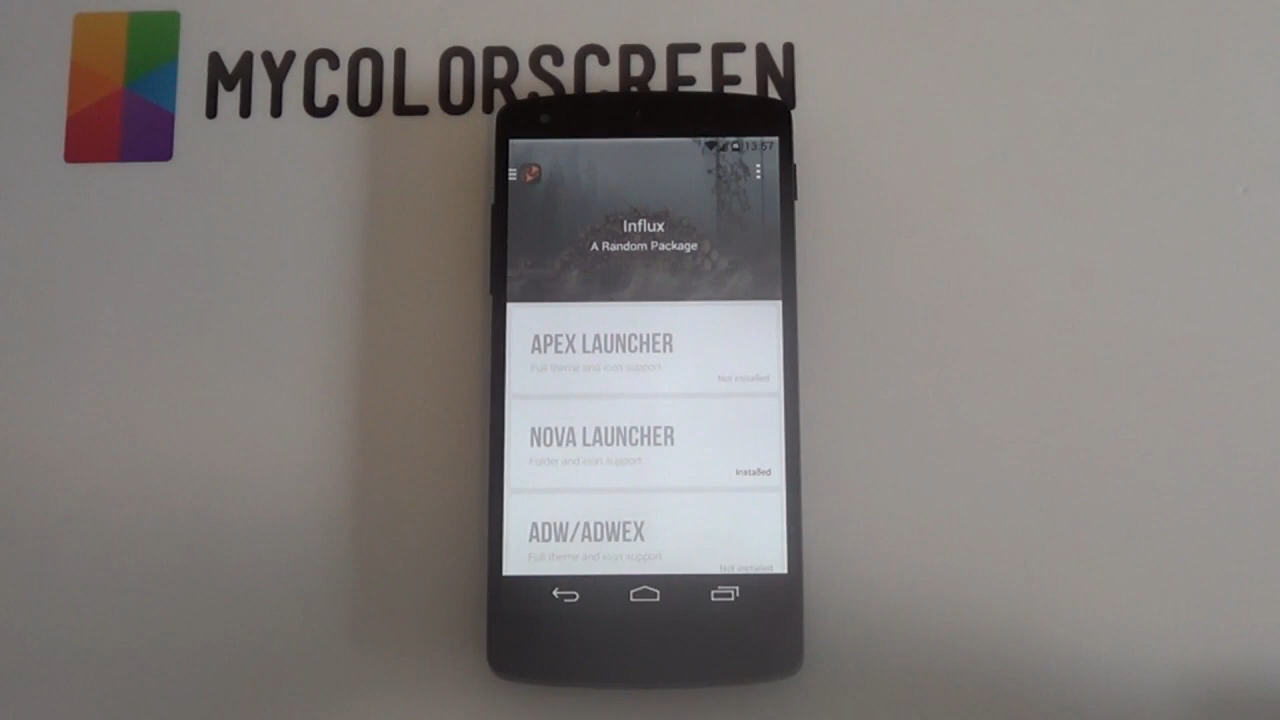 MYCOLORSCREEN
13:57
Influx
A Random Package
APEX LAUNCHER
Full theme and icon support
Not installed
NOVA LAUNCHER
Folder and icon support
Installed
ADW/ADWEX
Full theme and icon support
Not installed